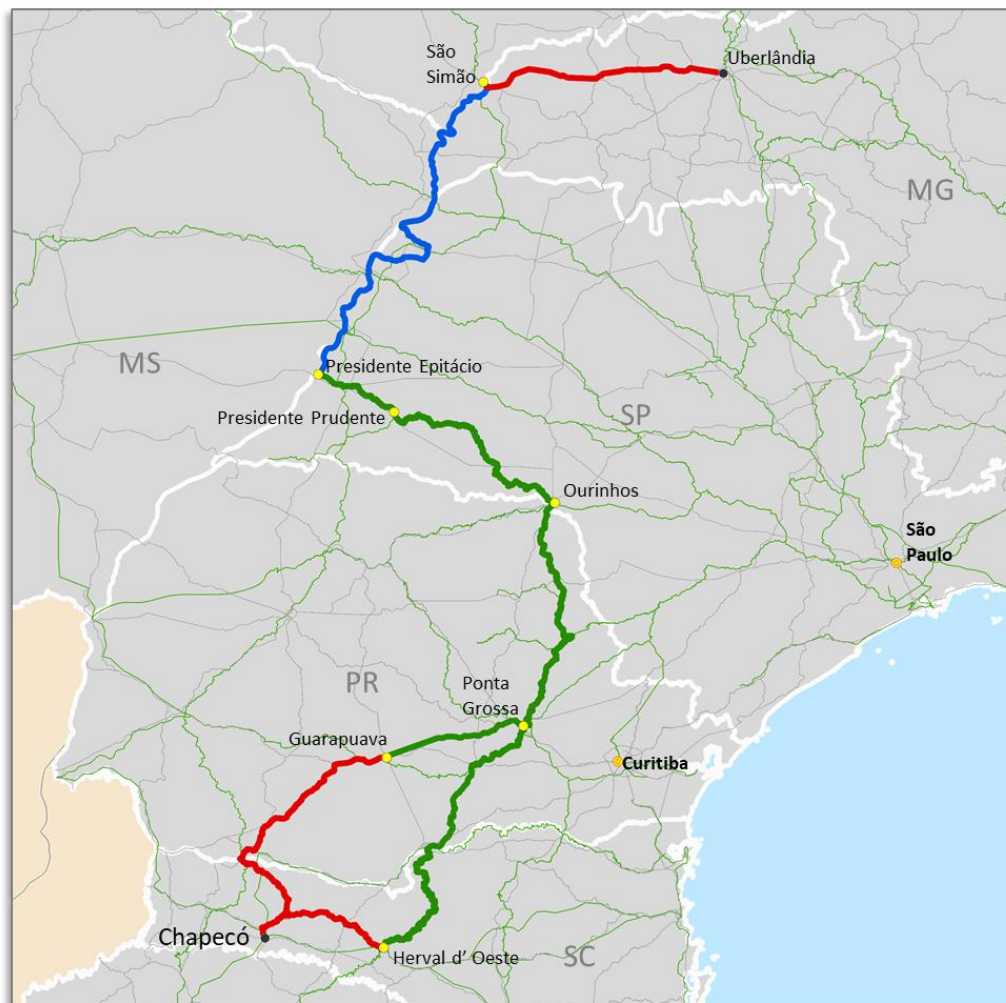 São
Simão
Uberlândia
MG
MS
Presidente Epitácio
Presidente Prudente
SP
Ourinhos
São
Paulo
PR
Ponta
Grossa
Guarapuava
Curitiba
Chapecó
Herval d’ Oeste
SC